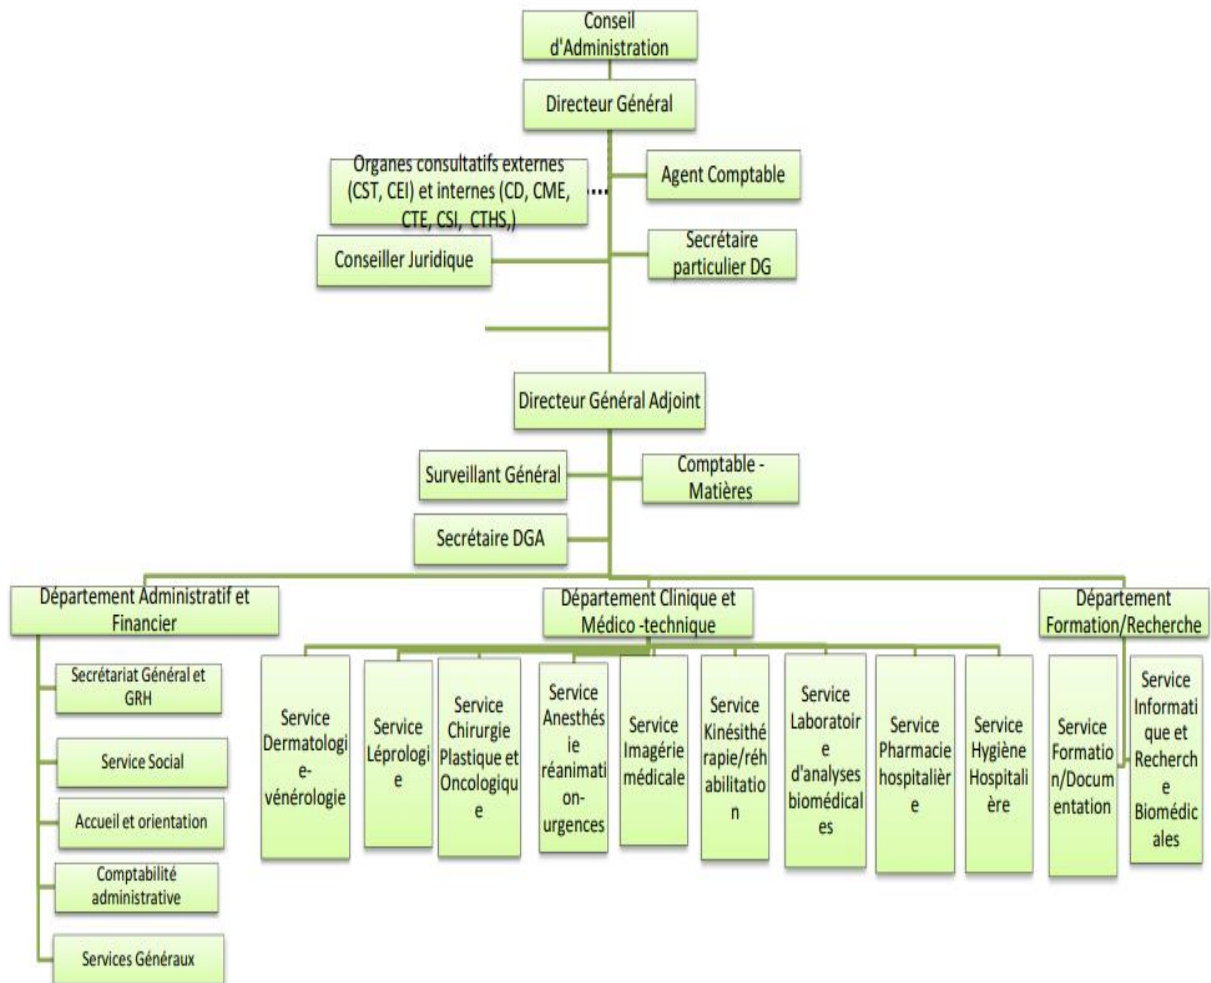 Conseil
d'Administration
Directeur Général
Organes consultatifs externes
(CST, CEI) et internes (CD, CME,
CTE, CSI, CTHS,)
Agent Comptable
Conseiller Juridique
Secrétaire
particulier DG
Directeur Général Adjoint
Surveillant Général
Comptable -
Matières
Secrétaire DGA
Département Administratif et
Financier
Département Clinique et
Médico -technique
Département
Formation/Recherche
Secrétariat Général et
GRH
Service Social
Accueil et orientation
Comptabilité
administrative
Services Généraux
Service
Dermatologi
e-
vénérologie
Service
Léprologi
e
Service
Chirurgie
Plastique et
Oncologiqu
e
Service
Anesthés
ie
réanimati
on-
urgences
Service
Imagérie
médicale
Service
Kinésithé
rapie/réh
abilitatio
n
Service
Laboratoir
e
d'analyses
biomédical
es
Service
Pharmacie
hospitalièr
e
Service
Hygiène
Hospitali
ère
Service
Formatio
n/Docum
entation
Service
Informati
que et
Recherch
e
Biomédic
ales